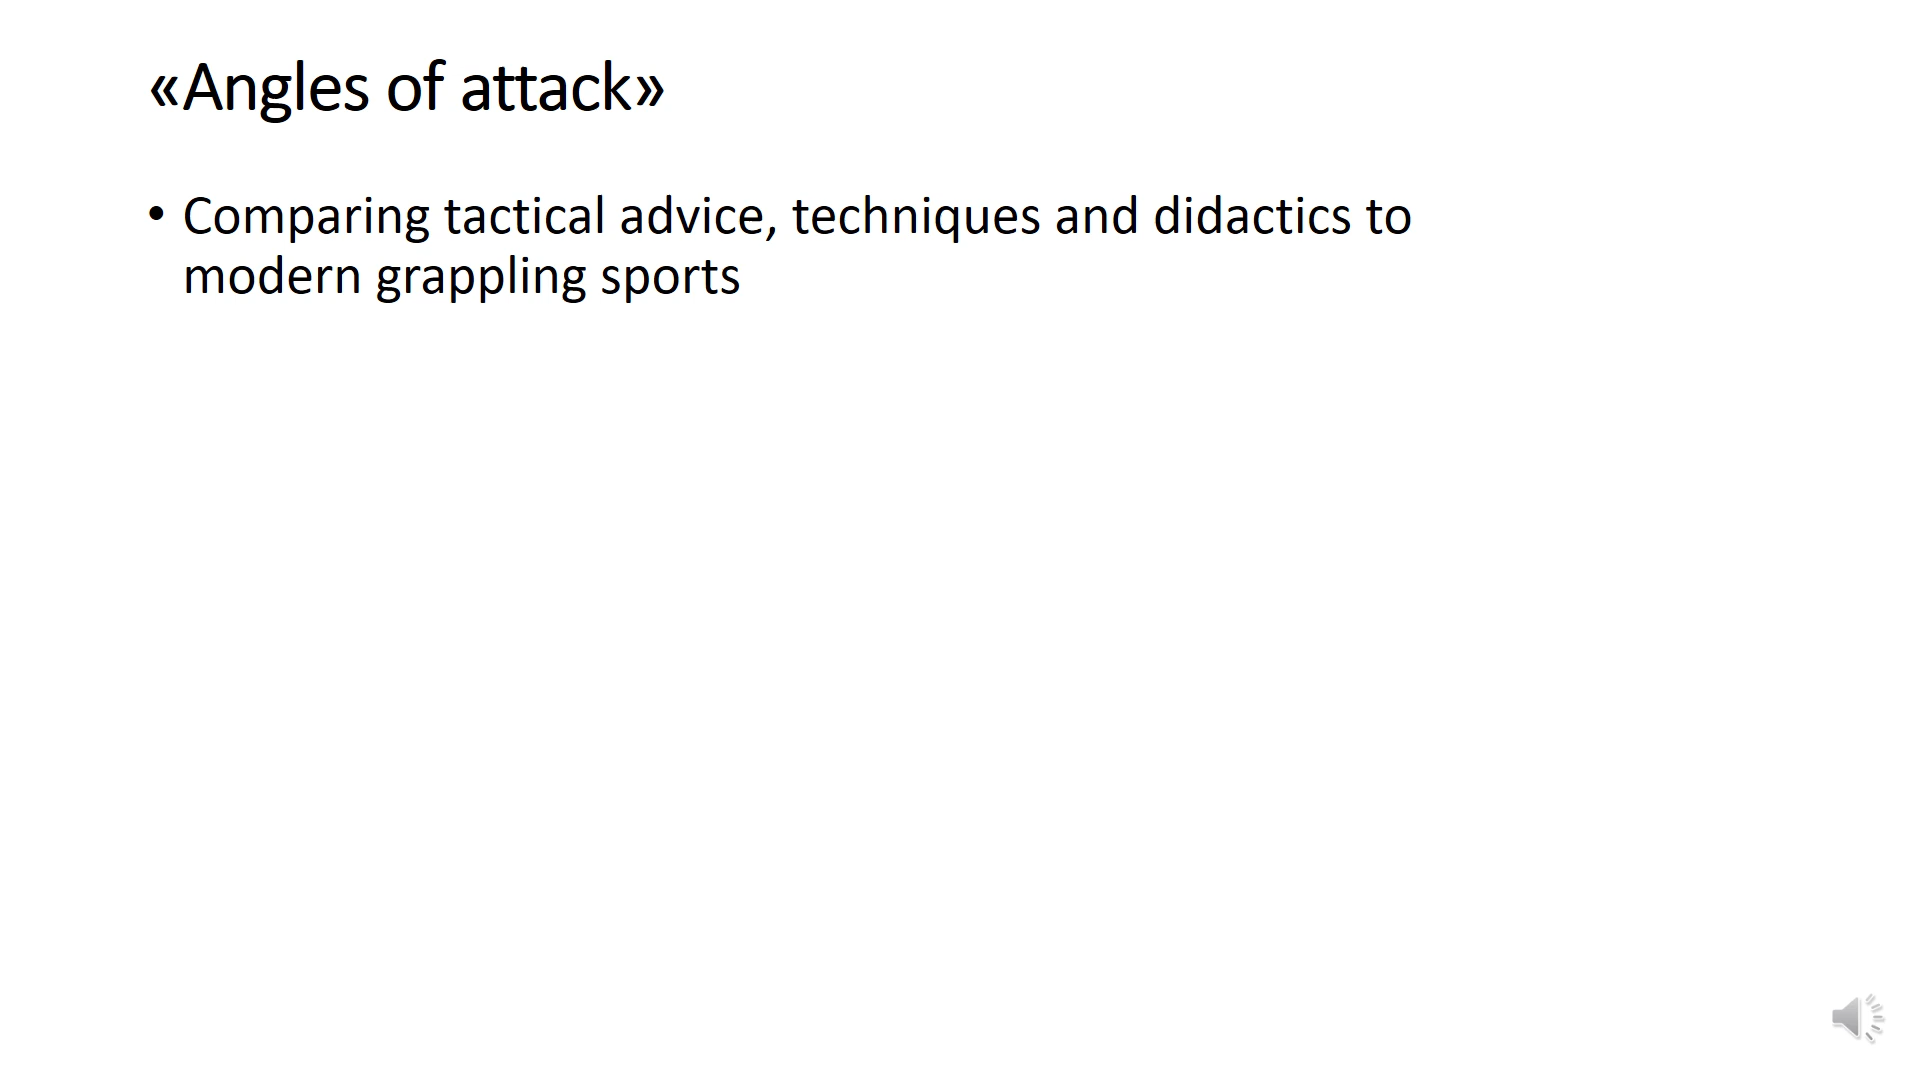 «Angles of attack»
• Comparing tactical advice, techniques and didactics to
modern grappling sports